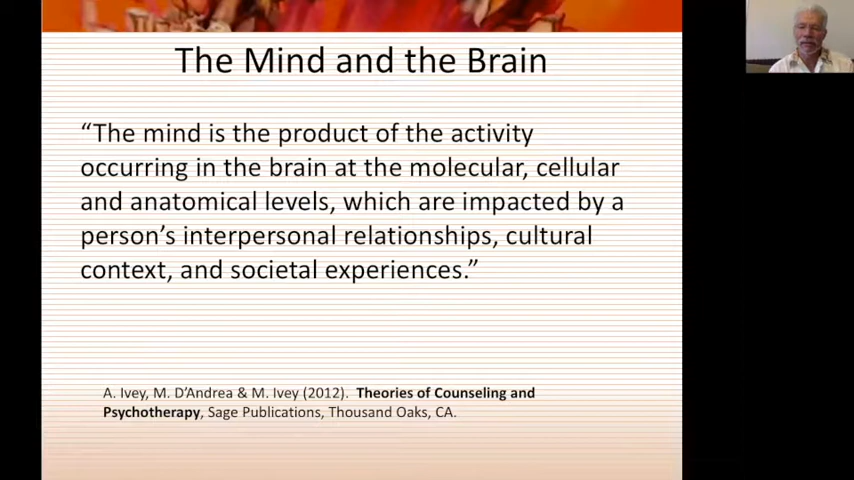 The Mind and the Brain
“The mind is the product of the activity
occurring in the brain at the molecular, cellular
and anatomical levels, which are impacted by a
person’s interpersonal relationships, cultural
context, and societal experiences.”
A. Ivey, M. D’Andrea & M. Ivey (2012). Theories of Counseling and
Psychotherapy, Sage Publications, Thousand Oaks, CA.